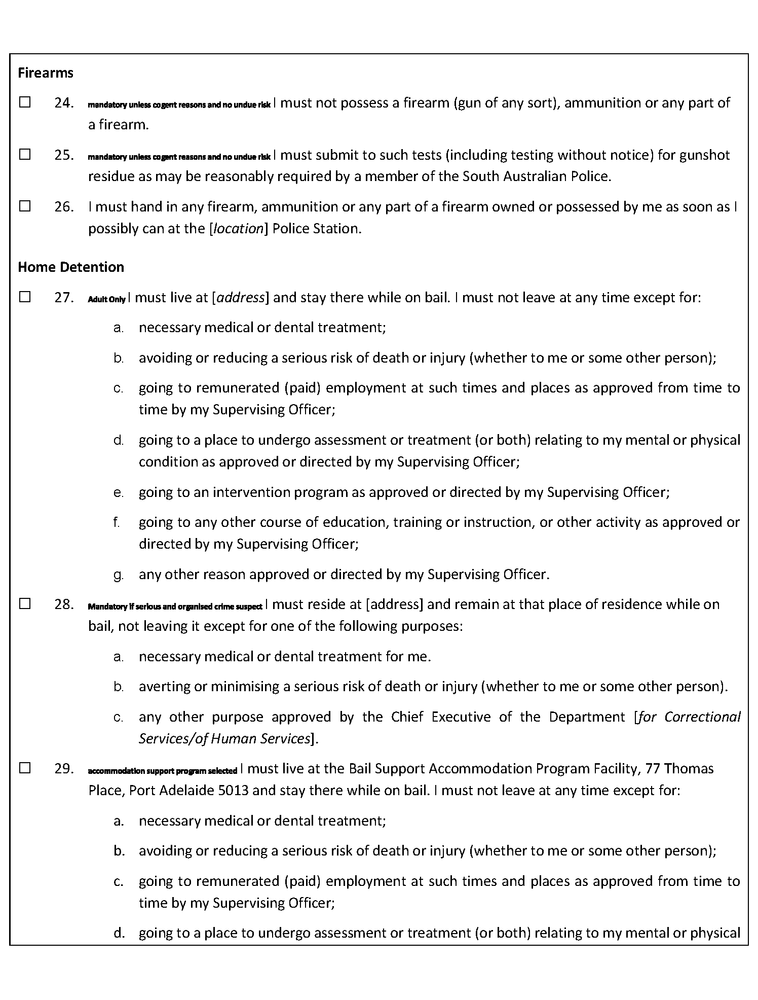 Firearms
☐ 24. mandatory unless cogent reasons and no undue risk I must not possess a firearm (gun of any sort), ammunition or any part of
a firearm.
☐ 25. mandatory unless cogent reasons and no undue risk I must submit to such tests (including testing without notice) for gunshot
residue as may be reasonably required by a member of the South Australian Police.
☐ 26. I must hand in any firearm, ammunition or any part of a firearm owned or possessed by me as soon as I
possibly can at the [location] Police Station.
Home Detention
☐ 27. Adult Only I must live at [address] and stay there while on bail. I must not leave at any time except for:
a. necessary medical or dental treatment;
b. avoiding or reducing a serious risk of death or injury (whether to me or some other person);
c. going to remunerated (paid) employment at such times and places as approved from time to
time by my Supervising Officer;
d. going to a place to undergo assessment or treatment (or both) relating to my mental or physical
condition as approved or directed by my Supervising Officer;
e. going to an intervention program as approved or directed by my Supervising Officer;
f. going to any other course of education, training or instruction, or other activity as approved or
directed by my Supervising Officer;
g. any other reason approved or directed by my Supervising Officer.
☐ 28. Mandatory if serious and organised crime suspect I must reside at [address] and remain at that place of residence while on
bail, not leaving it except for one of the following purposes:
a. necessary medical or dental treatment for me.
b. averting or minimising a serious risk of death or injury (whether to me or some other person).
c. any other purpose approved by the Chief Executive of the Department [for Correctional
Services/of Human Services].
☐ 29. accommodation support program selected I must live at the Bail Support Accommodation Program Facility, 77 Thomas
Place, Port Adelaide 5013 and stay there while on bail. I must not leave at any time except for:
a. necessary medical or dental treatment;
b. avoiding or reducing a serious risk of death or injury (whether to me or some other person);
c. going to remunerated (paid) employment at such times and places as approved from time to
time by my Supervising Officer;
d. going to a place to undergo assessment or treatment (or both) relating to my mental or physical